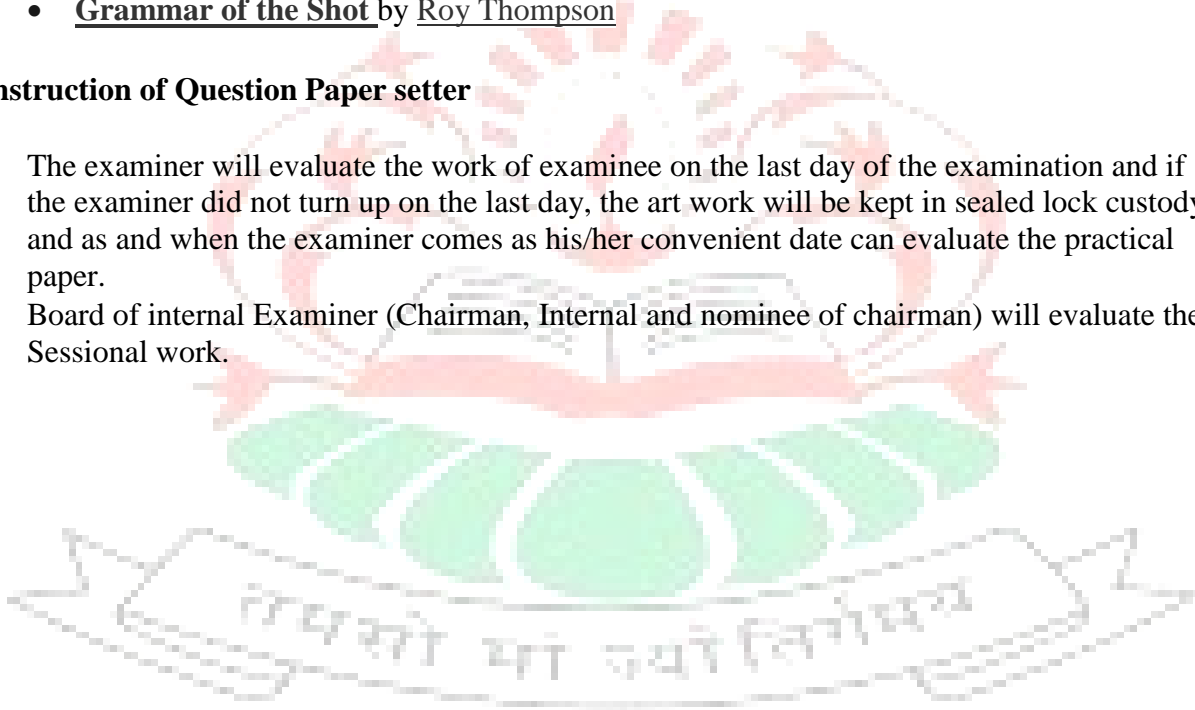 • Grammar of the Shot by Roy Thompson
nstruction of Question Paper setter
The examiner will evaluate the work of examinee on the last day of the examination and if
the examiner did not turn up on the last day, the art work will be kept in sealed lock custody
and as and when the examiner comes as his/her convenient date can evaluate the practical
paper.
Board of internal Examiner (Chairman, Internal and nominee of chairman) will evaluate the
Sessional work.